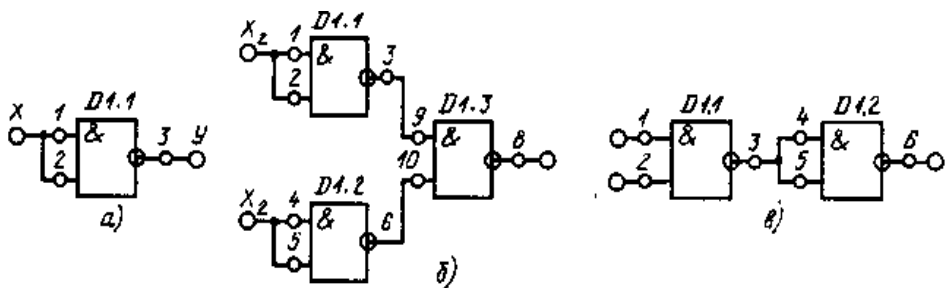 X 1 2 D1.1 & 3 У
а)
X2 1 2 D1.1 & 3
X2 4 5 D1.2 & 6
9 10 D1.3 & 8
б)
1 2 D1.1 & 3
4 5 D1.2 & 6
в)